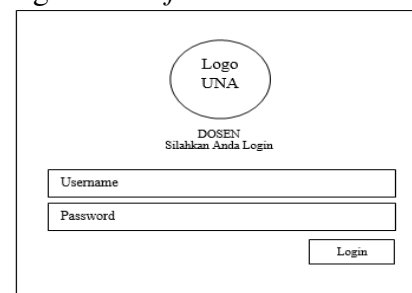 Logo
UNA
DOSEN
Silahkan Anda Login
Username
Password
Login